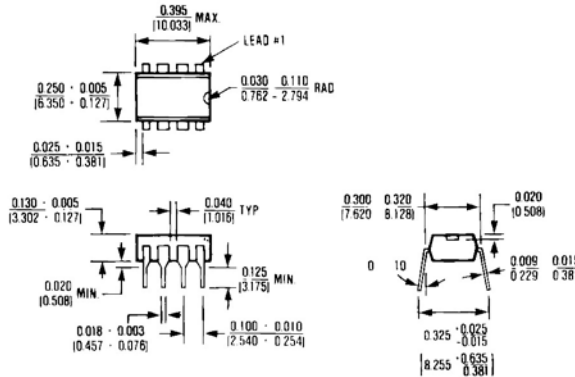 0.395 MAX.
[10.033]
LEAD #1
0.250 · 0.005
[6.350 · 0.127]
0.030 - 0.110 RAD
0.762 - 2.794
0.025 · 0.015
(0.635 · 0.381]
0.130 · 0.005
[3.302 · 0.127]
0.040 TYP
[1.016]
0.020 MIN.
(0.508)
0.125 MIN.
[3.175]
0.018 · 0.003
(0.457 · 0.076]
0.100 · 0.010
[2.540 · 0.254]
0.300 0.320
[7.620 8.128]
0.020
(0.508)
0 10
0.009 0.015
0.229 0.381
0.325 ·0.025
-0.015
[8.255 ·0.635
0.381]